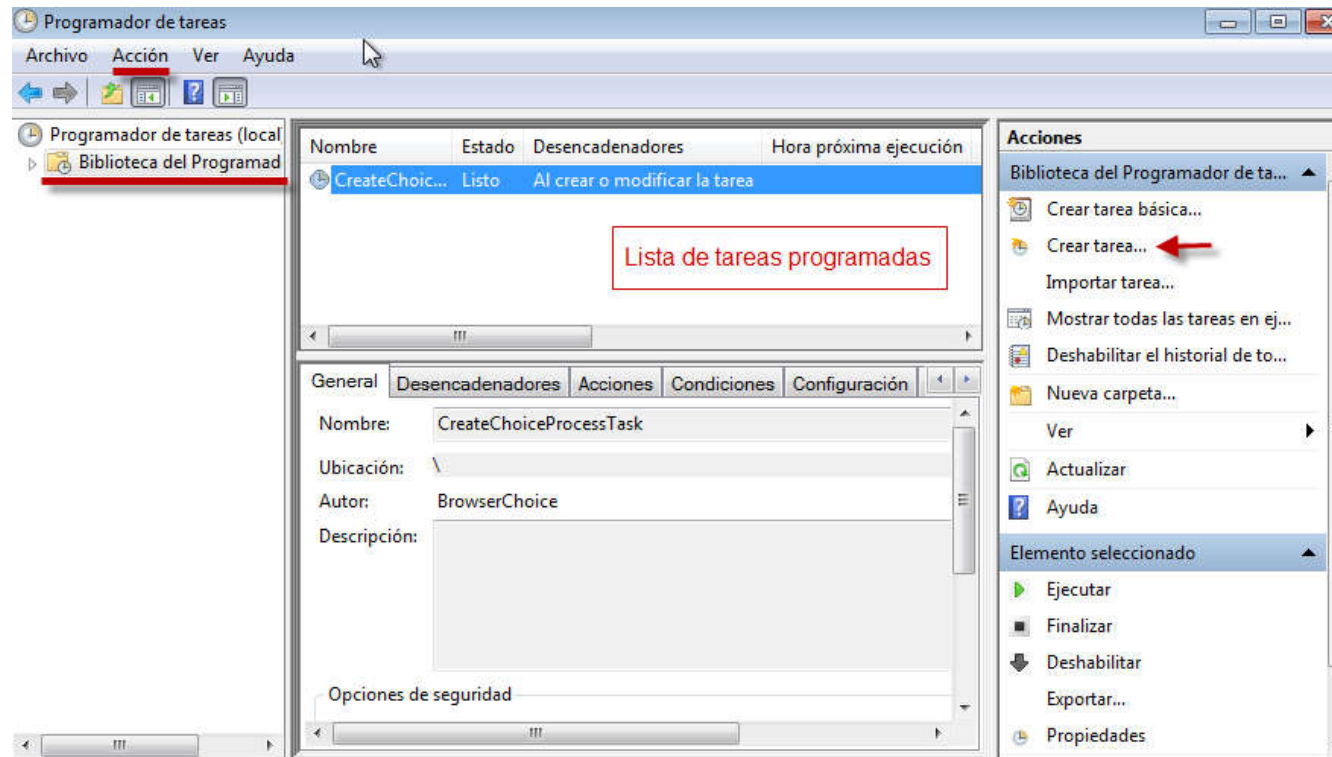 Programador de tareas
Archivo Acción Ver Ayuda
Programador de tareas (local
Biblioteca del Programad
Nombre Estado Desencadenadores Hora próxima ejecución
CreateChoic... Listo Al crear o modificar la tarea
Lista de tareas programadas
General Desencadenadores Acciones Condiciones Configuración
Nombre: CreateChoiceProcessTask
Ubicación: \
Autor: BrowserChoice
Descripción:
Opciones de seguridad
Acciones
Biblioteca del Programador de ta...
Crear tarea básica...
Crear tarea...
Importar tarea...
Mostrar todas las tareas en ej...
Deshabilitar el historial de to...
Nueva carpeta...
Ver
Actualizar
Ayuda
Elemento seleccionado
Ejecutar
Finalizar
Deshabilitar
Exportar...
Propiedades